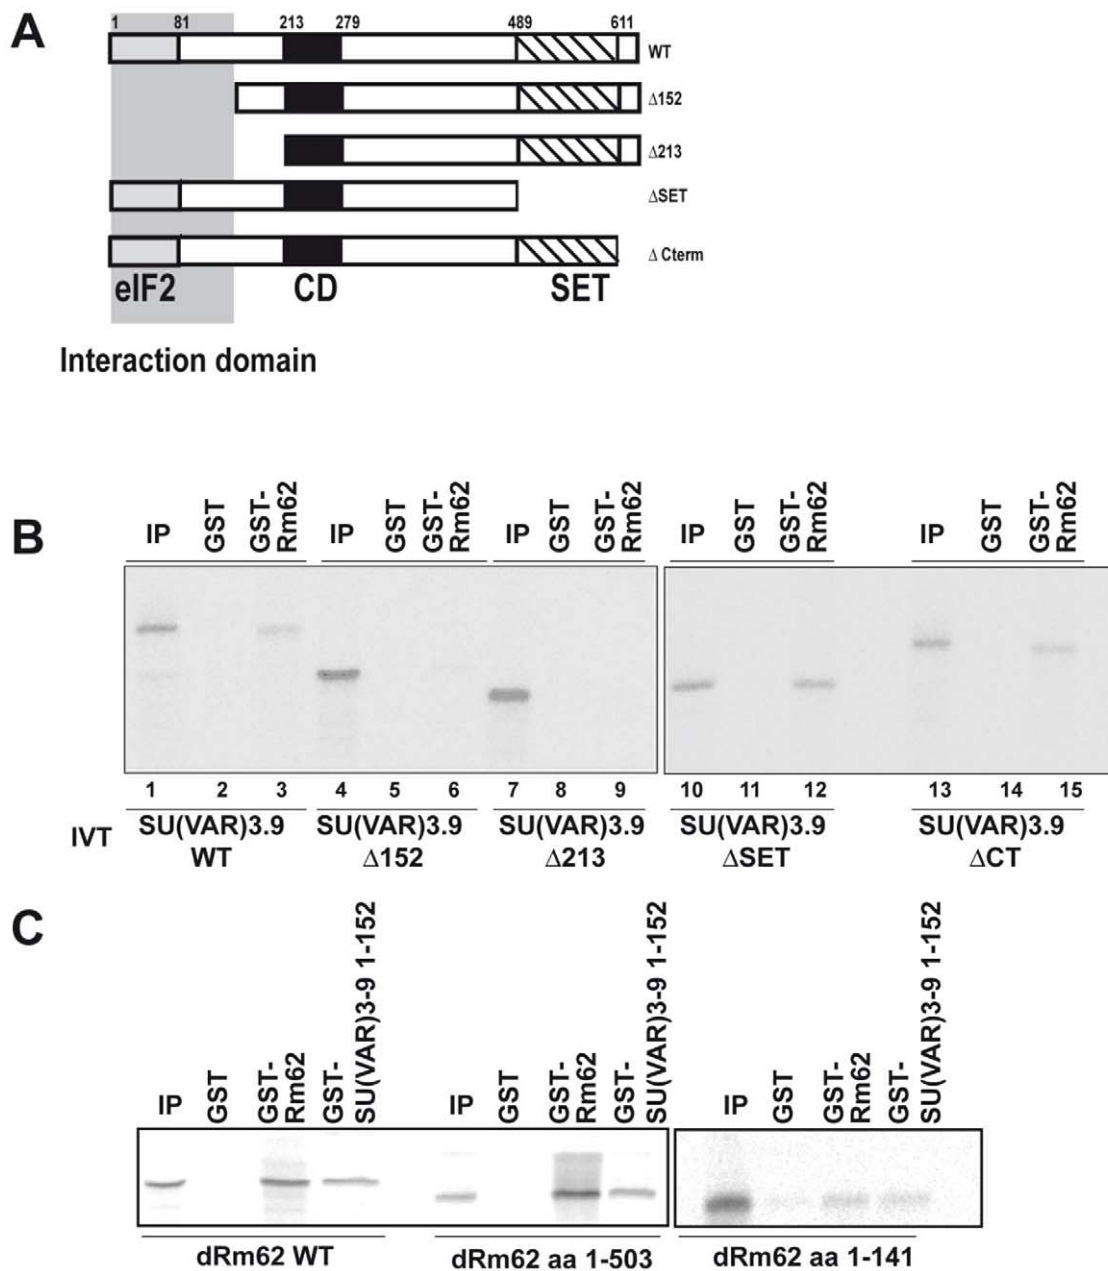 A
1 81 213 279 489 611
WT
Δ152
Δ213
ΔSET
Δ Cterm
eIF2 CD SET
Interaction domain
B
IP GST GST-Rm62 IP GST GST-Rm62 IP GST GST-Rm62 IP GST GST-Rm62 IP GST GST-Rm62
1 2 3 4 5 6 7 8 9 10 11 12 13 14 15
IVT SU(VAR)3.9 SU(VAR)3.9 SU(VAR)3.9 SU(VAR)3.9 SU(VAR)3.9
WT Δ152 Δ213 ΔSET ΔCT
C
IP GST GST-Rm62 GST-SU(VAR)3-9 1-152 IP GST GST-Rm62 GST-SU(VAR)3-9 1-152 IP GST GST-Rm62 GST-SU(VAR)3-9 1-152
dRm62 WT dRm62 aa 1-503 dRm62 aa 1-141